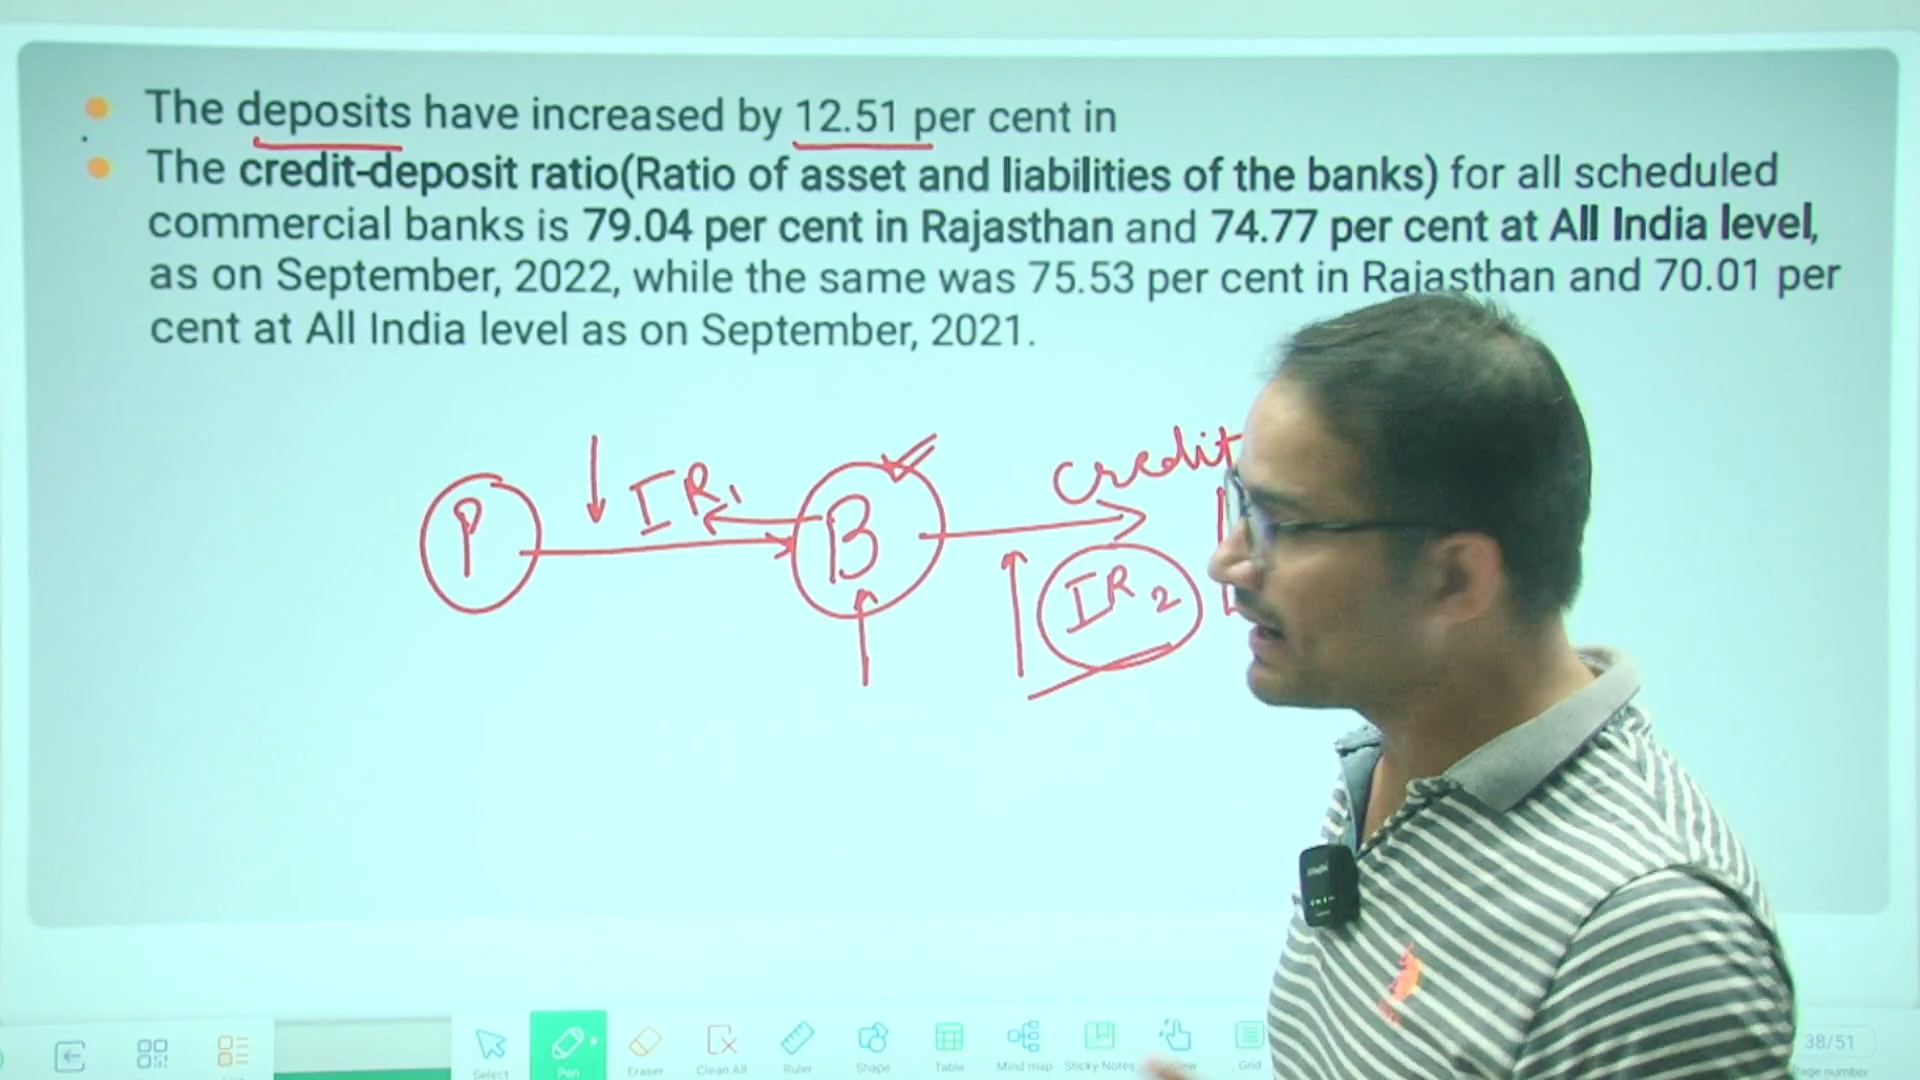 The deposits have increased by 12.51 per cent in
The credit-deposit ratio(Ratio of asset and liabilities of the banks) for all scheduled
commercial banks is 79.04 per cent in Rajasthan and 74.77 per cent at All India level,
as on September, 2022, while the same was 75.53 per cent in Rajasthan and 70.01 per
cent at All India level as on September, 2021.
P IR1 B credit
IR2
Select Pen Eraser Clean All Ruler Shape Table Mind map Sticky Notes Grid
38/51
Page number